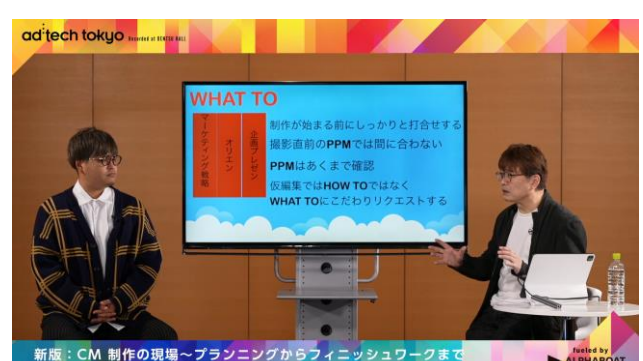 ad:tech tokyo Recorded at DENTSU HALL
WHAT TO
マーケティング戦略
オリエン
企画プレゼン
制作が始まる前にしっかりと打合せする
撮影直前のPPMでは間に合わない
PPMはあくまで確認
仮編集ではHOW TOではなく
WHAT TOにこだわりリクエストする
新版：CM 制作の現場～プランニングからフィニッシュワークまで
fueled by
ALPHABOAT